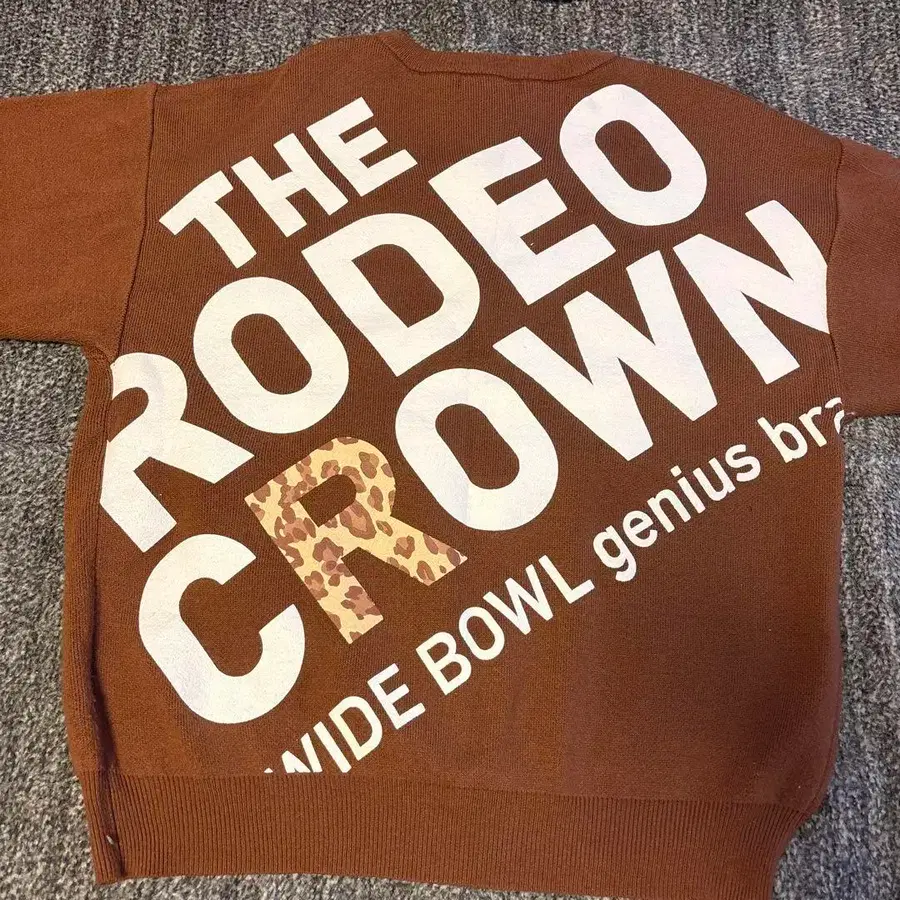 THE
RODEO
CROWN
WIDE BOWL genius bra